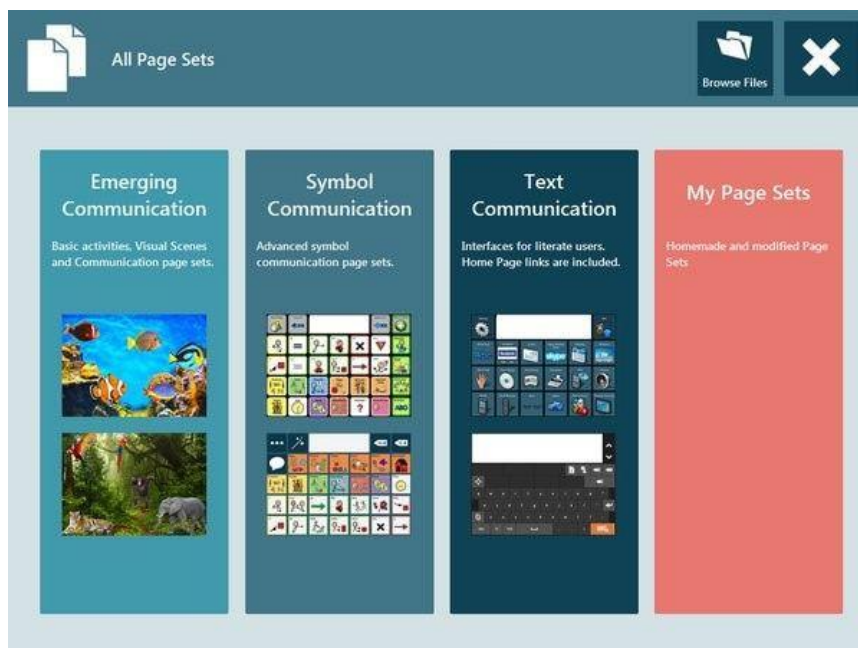 All Page Sets
Browse Files
Emerging
Communication
Basic activities, Visual Scenes
and Communication page sets.
Symbol
Communication
Advanced symbol
communication page sets.
Text
Communication
Interfaces for literate users.
Home Page links are included.
My Page Sets
Homemade and modified Page
Sets